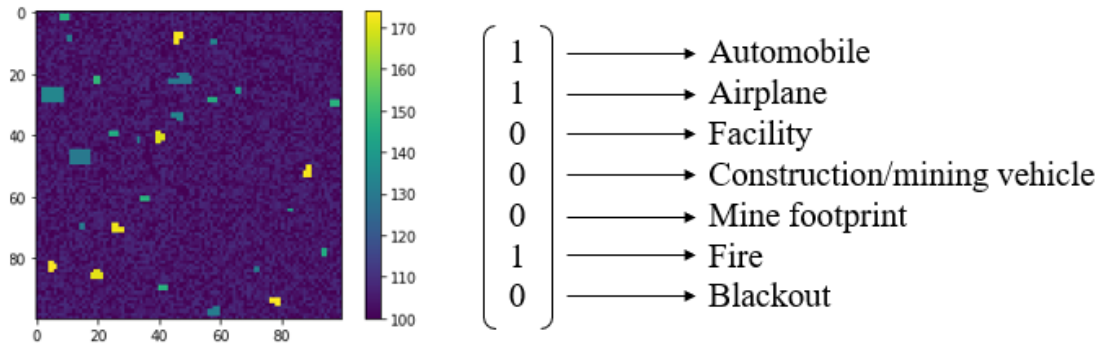 0
20
40
60
80
0 20 40 60 80
170
160
150
140
130
120
110
100
1 Automobile
1 Airplane
0 Facility
0 Construction/mining vehicle
0 Mine footprint
1 Fire
0 Blackout